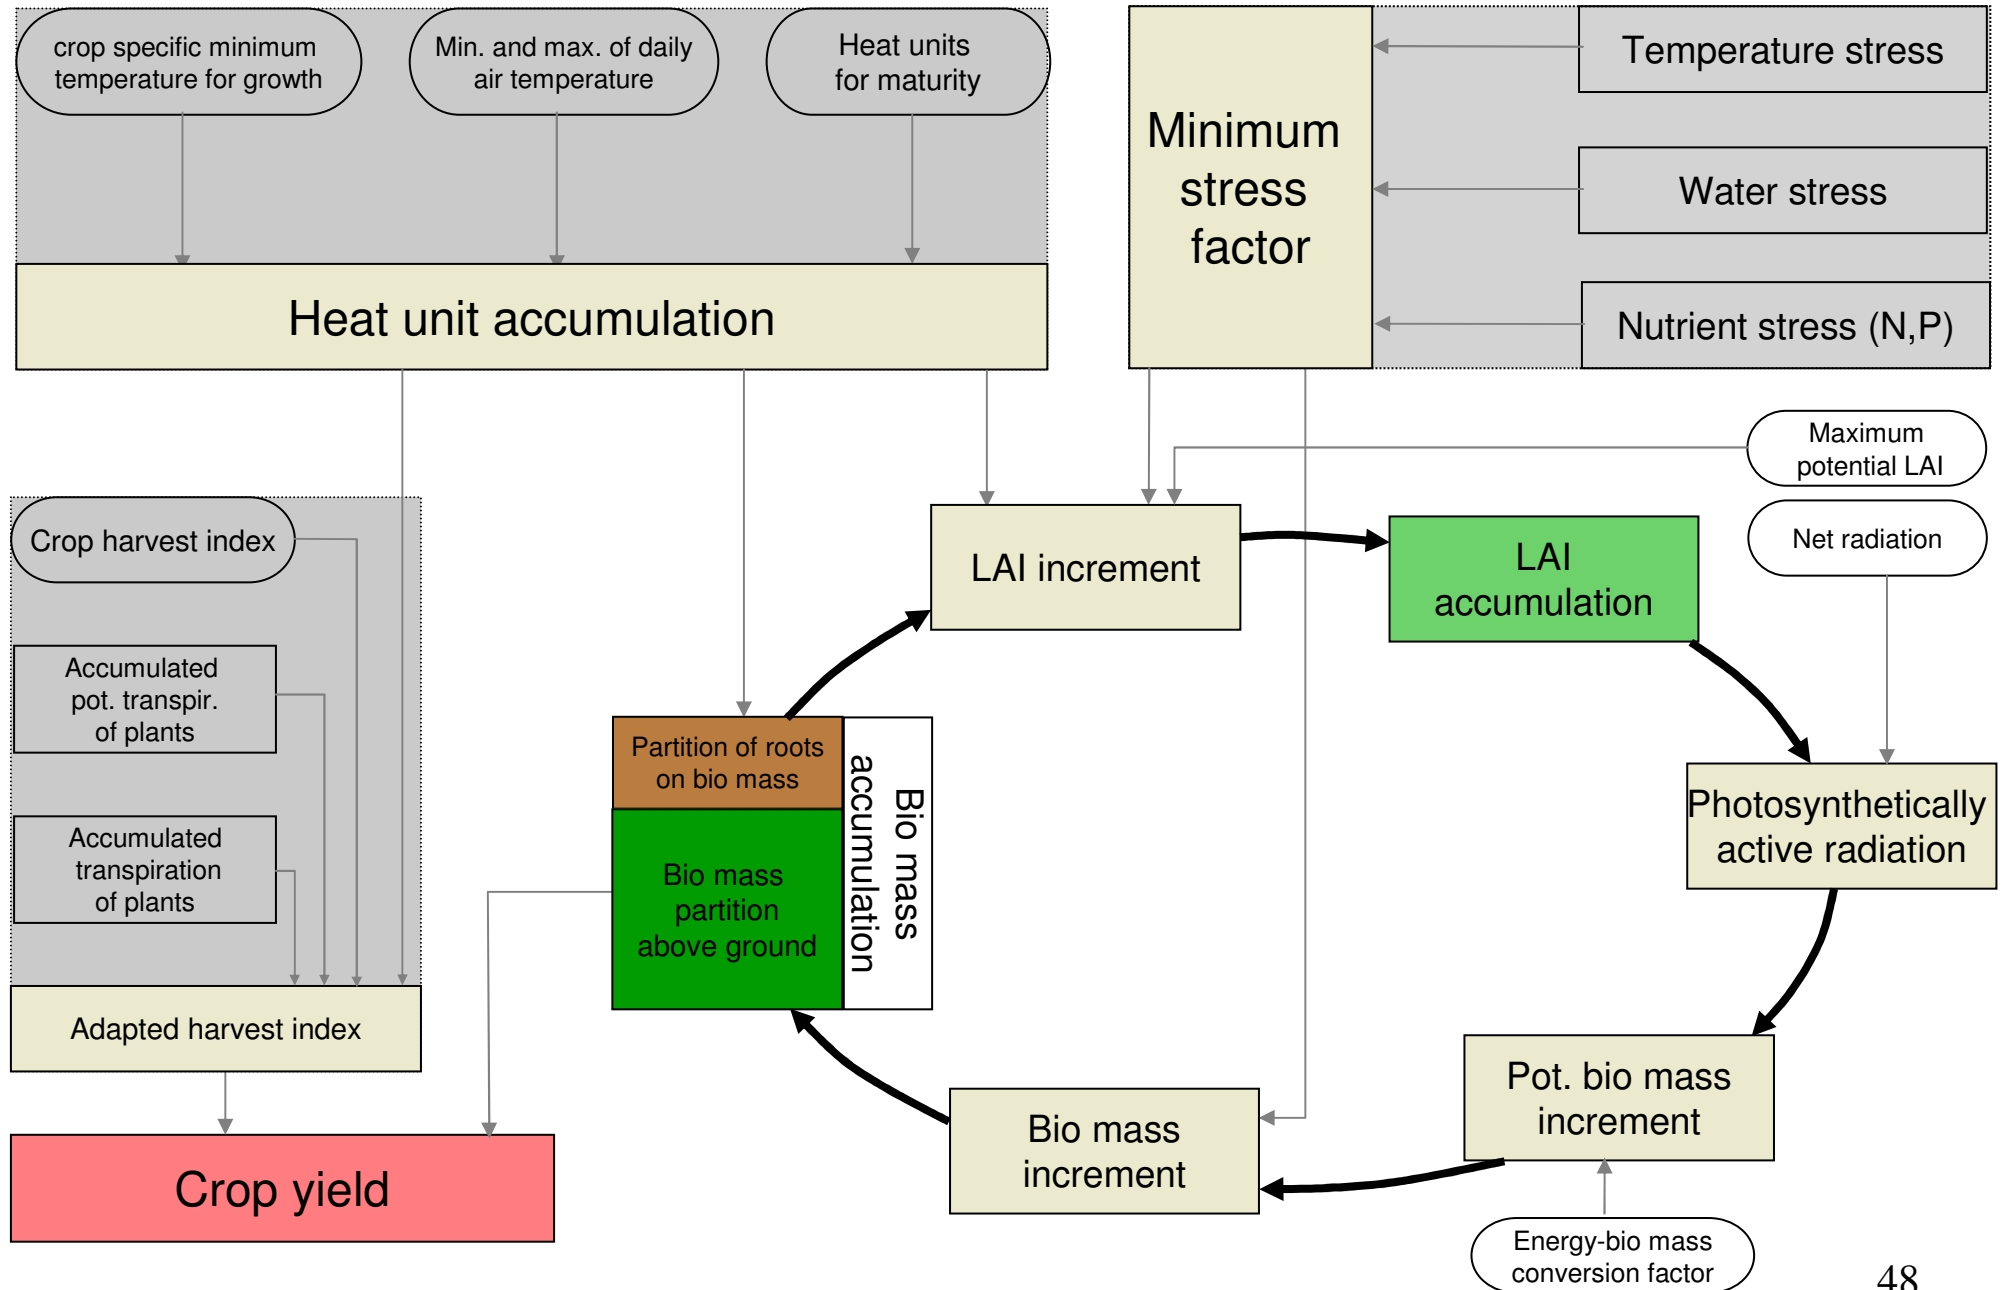 crop specific minimum
temperature for growth
Min. and max. of daily
air temperature
Heat units
for maturity
Heat unit accumulation
Minimum
stress
factor
Temperature stress
Water stress
Nutrient stress (N,P)
Maximum
potential LAI
Net radiation
Crop harvest index
Accumulated
pot. transpir.
of plants
Accumulated
transpiration
of plants
Adapted harvest index
Crop yield
LAI increment
LAI
accumulation
Partition of roots
on bio mass
Bio mass
partition
above ground
Bio mass
accumulation
Photosynthetically
active radiation
Pot. bio mass
increment
Bio mass
increment
Energy-bio mass
conversion factor
48